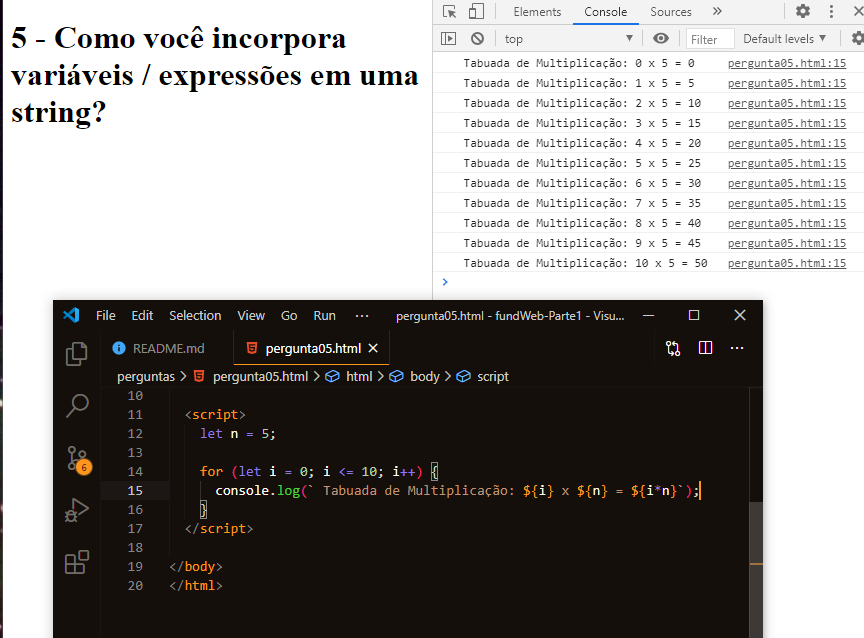 5 - Como você incorpora
variáveis / expressões em uma
string?
Elements Console Sources »
top Filter Default levels
Tabuada de Multiplicação: 0 x 5 = 0 pergunta05.html:15
Tabuada de Multiplicação: 1 x 5 = 5 pergunta05.html:15
Tabuada de Multiplicação: 2 x 5 = 10 pergunta05.html:15
Tabuada de Multiplicação: 3 x 5 = 15 pergunta05.html:15
Tabuada de Multiplicação: 4 x 5 = 20 pergunta05.html:15
Tabuada de Multiplicação: 5 x 5 = 25 pergunta05.html:15
Tabuada de Multiplicação: 6 x 5 = 30 pergunta05.html:15
Tabuada de Multiplicação: 7 x 5 = 35 pergunta05.html:15
Tabuada de Multiplicação: 8 x 5 = 40 pergunta05.html:15
Tabuada de Multiplicação: 9 x 5 = 45 pergunta05.html:15
Tabuada de Multiplicação: 10 x 5 = 50 pergunta05.html:15
>
File Edit Selection View Go Run ··· pergunta05.html - fundWeb-Parte1 - Visu...
README.md pergunta05.html
perguntas > pergunta05.html > html > body > script
6
10
11 <script>
12 let n = 5;
13
14 for (let i = 0; i <= 10; i++) {
15 console.log(` Tabuada de Multiplicação: ${i} x ${n} = ${i*n}`);
16 }
17 </script>
18
19 </body>
20 </html>